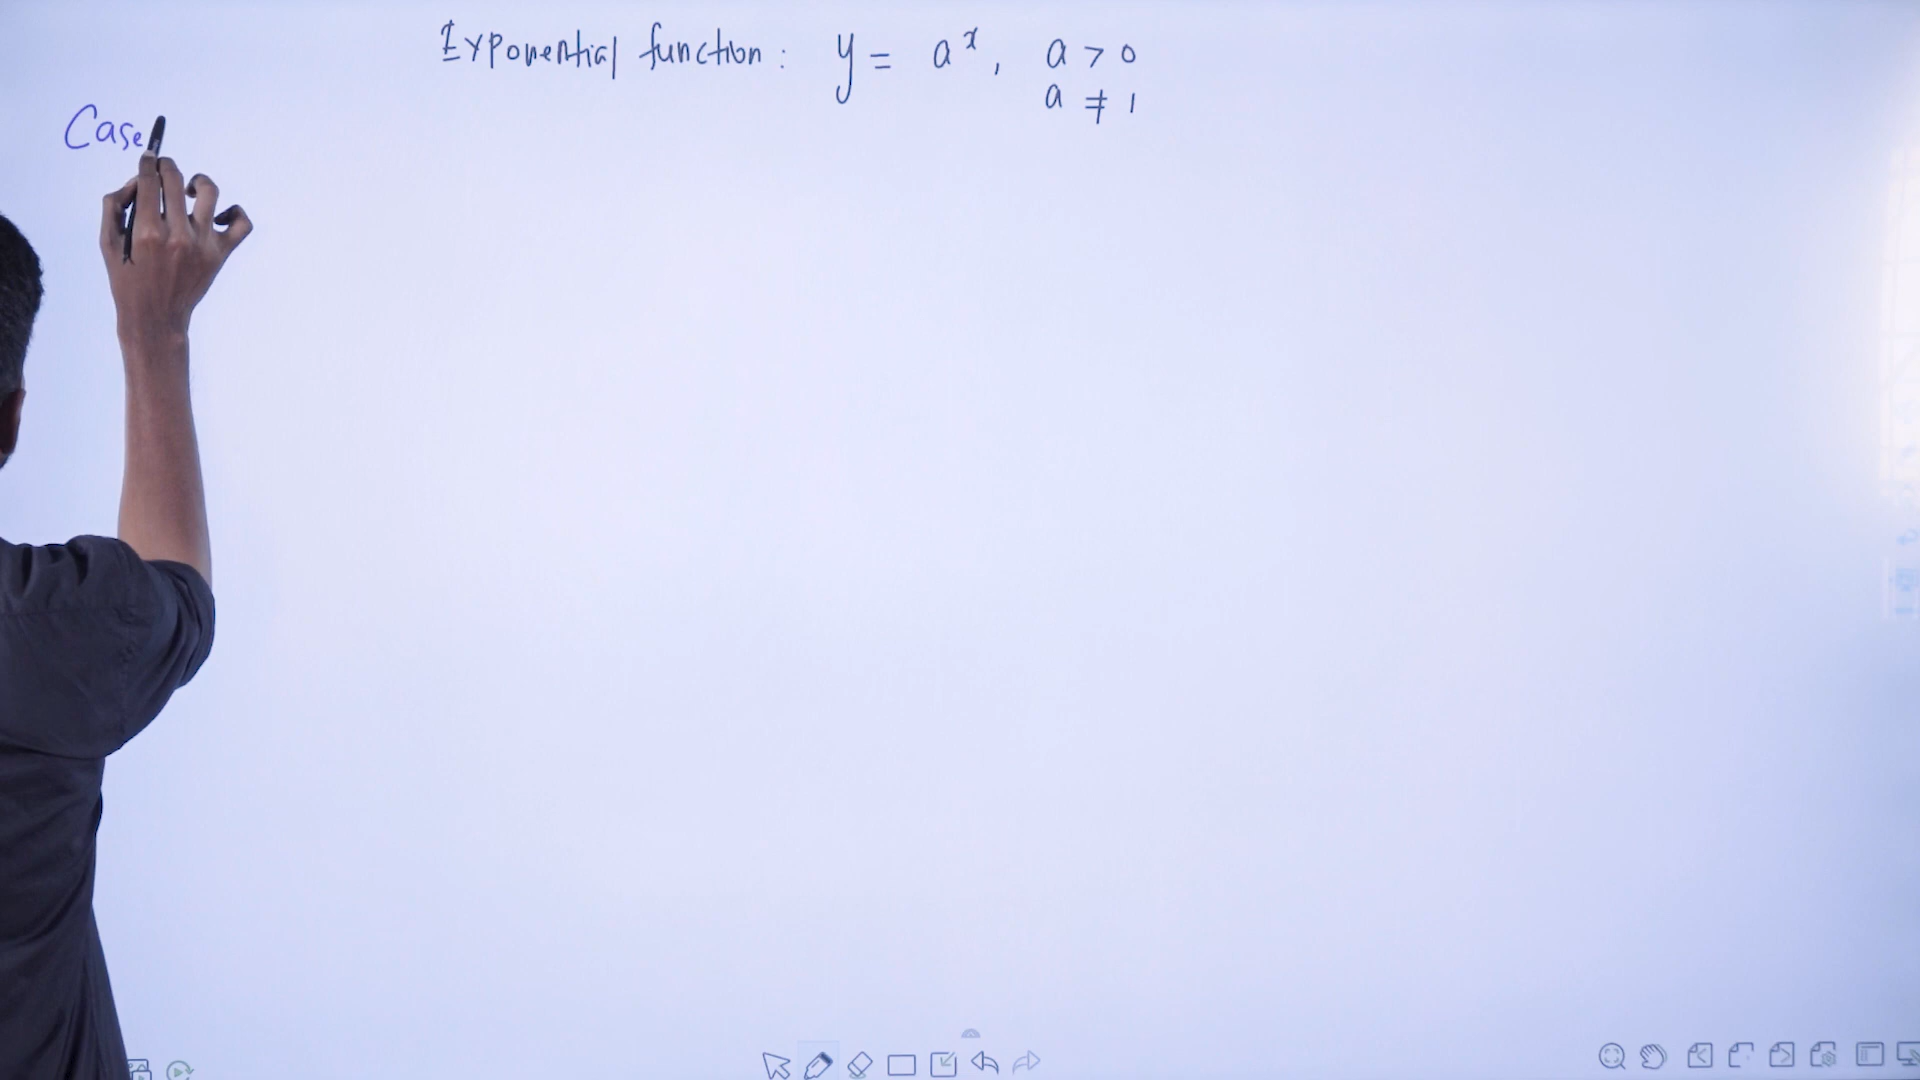 Exponential function : y = a^x, a > 0
a ≠ 1
Case